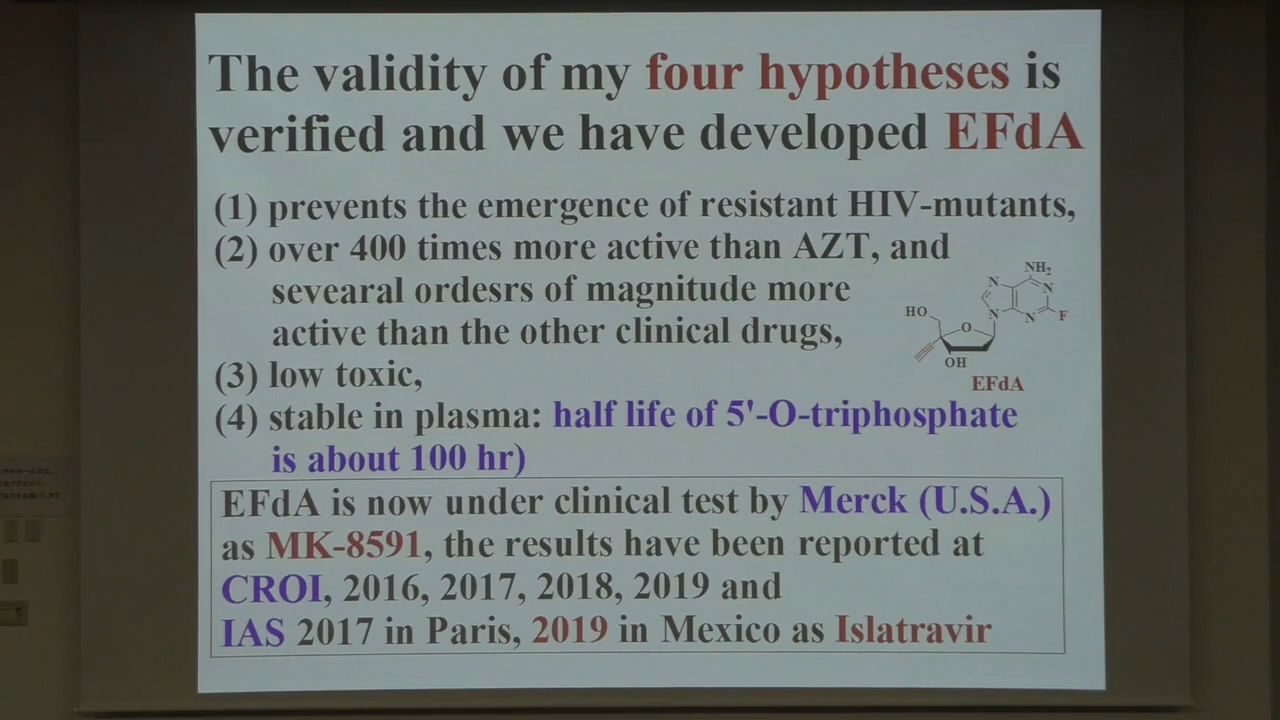 The validity of my four hypotheses is
verified and we have developed EFdA
(1) prevents the emergence of resistant HIV-mutants,
(2) over 400 times more active than AZT, and
sevearal ordesrs of magnitude more
active than the other clinical drugs,
(3) low toxic,
(4) stable in plasma: half life of 5'-O-triphosphate
is about 100 hr)
NH₂
N
N
N
N
F
HO
O
OH
EFdA
EFdA is now under clinical test by Merck (U.S.A.)
as MK-8591, the results have been reported at
CROI, 2016, 2017, 2018, 2019 and
IAS 2017 in Paris, 2019 in Mexico as Islatravir